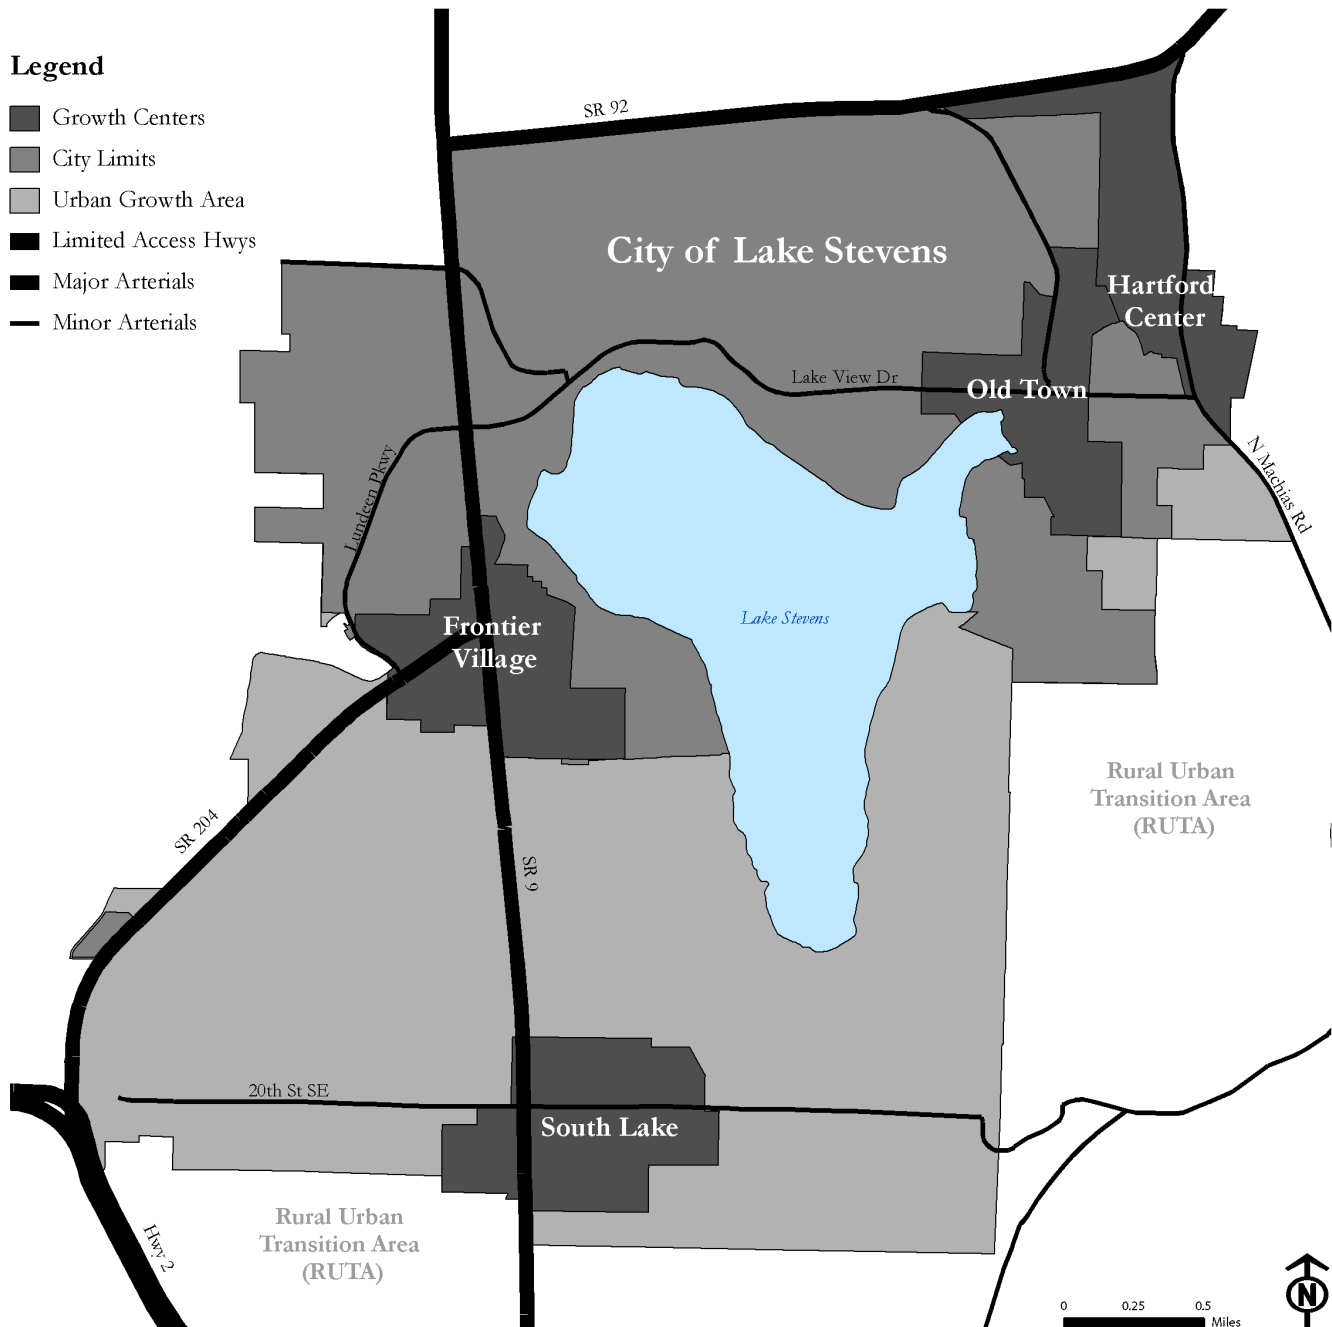 Legend
Growth Centers
City Limits
Urban Growth Area
Limited Access Hwys
Major Arterials
Minor Arterials
SR 92
City of Lake Stevens
Hartford
Center
Lake View Dr
Old Town
Lundeen Pkwy
N Machias Rd
Frontier
Village
Lake Stevens
Rural Urban
Transition Area
(RUTA)
SR 204
SR 9
20th St SE
South Lake
Rural Urban
Transition Area
(RUTA)
Hwy 2
0 0.25 0.5
Miles
N